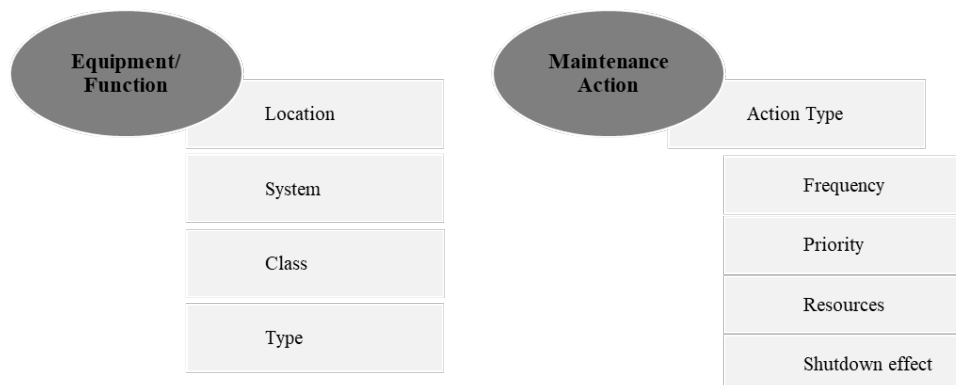 Equipment/
Function
Location
System
Class
Type
Maintenance
Action
Action Type
Frequency
Priority
Resources
Shutdown effect